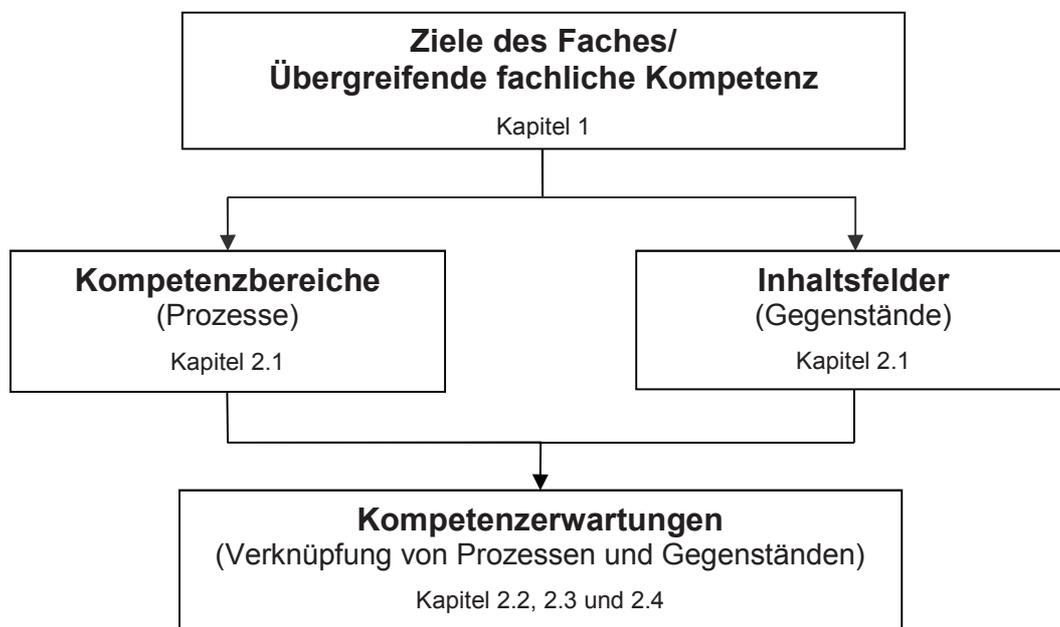 Ziele des Faches/
Übergreifende fachliche Kompetenz
Kapitel 1
Kompetenzbereiche
(Prozesse)
Kapitel 2.1
Inhaltsfelder
(Gegenstände)
Kapitel 2.1
Kompetenzerwartungen
(Verknüpfung von Prozessen und Gegenständen)
Kapitel 2.2, 2.3 und 2.4